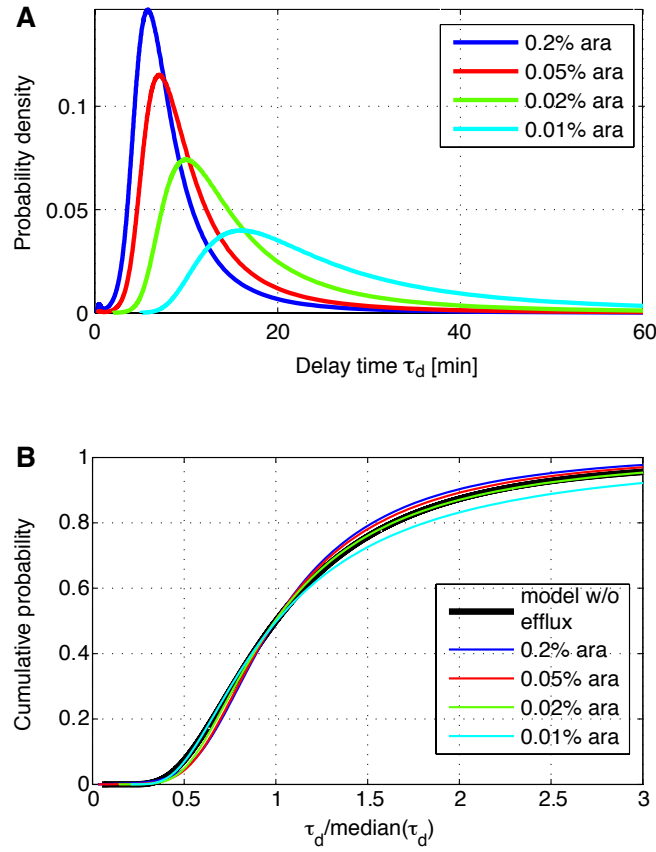 A
0.2% ara
0.05% ara
0.02% ara
0.01% ara
Probability density
0.1
0.05
0
0
20
40
60
Delay time τd [min]
B
Cumulative probability
1
0.8
0.6
0.4
0.2
0
model w/o
efflux
0.2% ara
0.05% ara
0.02% ara
0.01% ara
0
0.5
1
1.5
2
2.5
3
τd/median(τd)